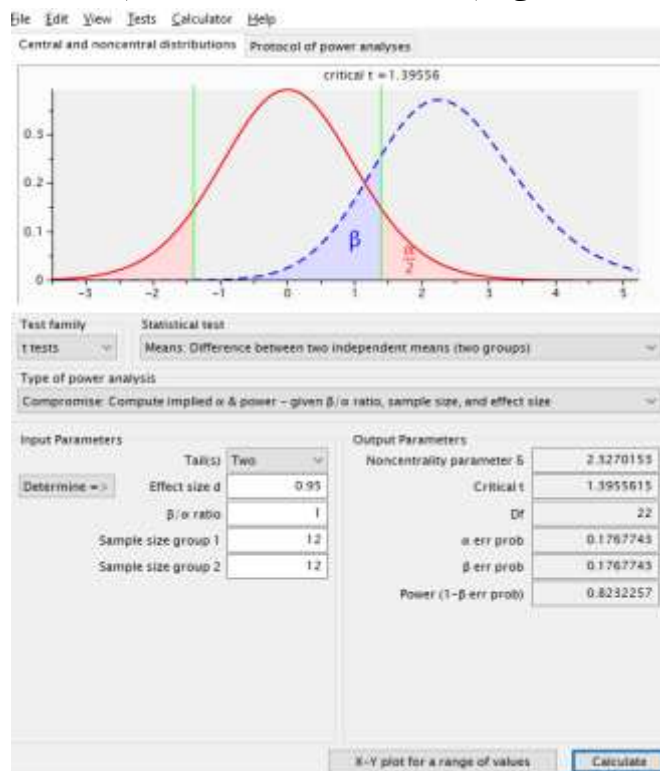 File Edit View Tests Calculator Help
Central and noncentral distributions Protocol of power analyses
critical t = 1.39556
0.3
0.2
0.1
0
β
α
2
-3 -2 -1 0 1 2 3 4 5
Test family Statistical test
t tests Means: Difference between two independent means (two groups)
Type of power analysis
Compromise: Compute implied α & power – given β/α ratio, sample size, and effect size
Input Parameters Output Parameters
Tail(s) Two Noncentrality parameter δ 2.3270153
Determine => Effect size d 0.95 Critical t 1.3955615
β/α ratio 1 Df 22
Sample size group 1 12 α err prob 0.1767743
Sample size group 2 12 β err prob 0.1767743
Power (1-β err prob) 0.8232257
X-Y plot for a range of values Calculate